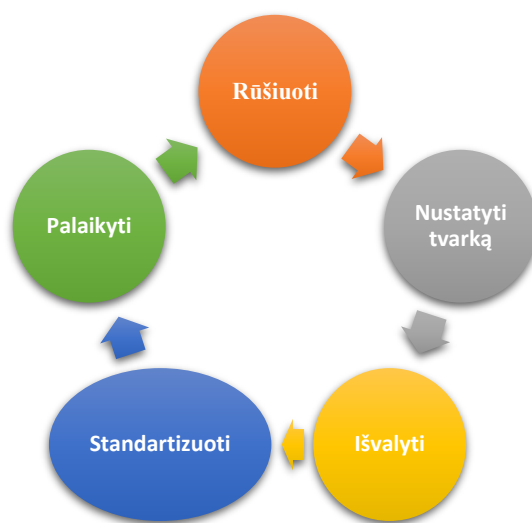 Rūšiuoti
Nustatyti
tvarką
Išvalyti
Standartizuoti
Palaikyti